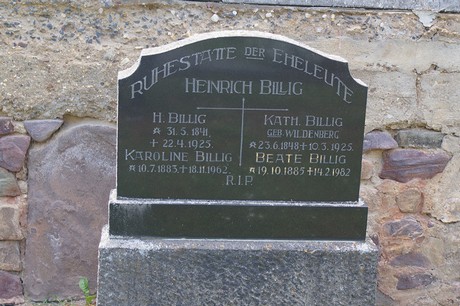 RUHESTATTE DER EHELEUTE
HEINRICH BILLIG
H. BILLIG
☆ 31.5.1841.
+ 22.4.1925.
KATH. BILLIG
GEB. WILDENBERG
☆ 23.6.1848 + 10.3.1925.
KAROLINE BILLIG
☆ 10.7.1883. + 18.11.1962.
BEATE BILLIG
☆ 19.10.1885 + 14.2.1982
R.I.P.